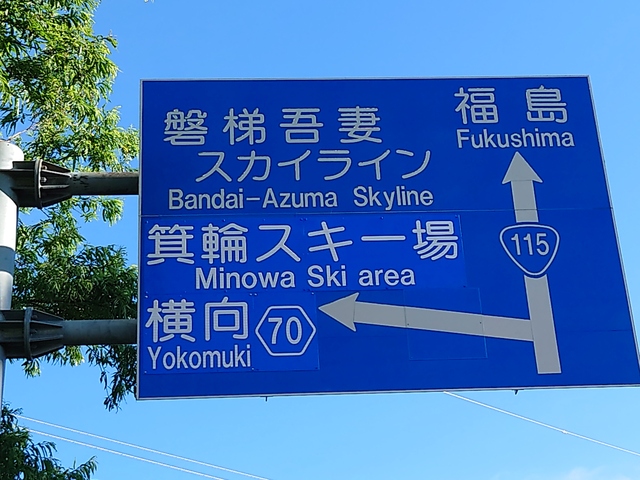 磐梯吾妻
スカイライン
Bandai-Azuma Skyline
箕輪スキー場
Minowa Ski area
横向 70
Yokomuki
福島
Fukushima
115